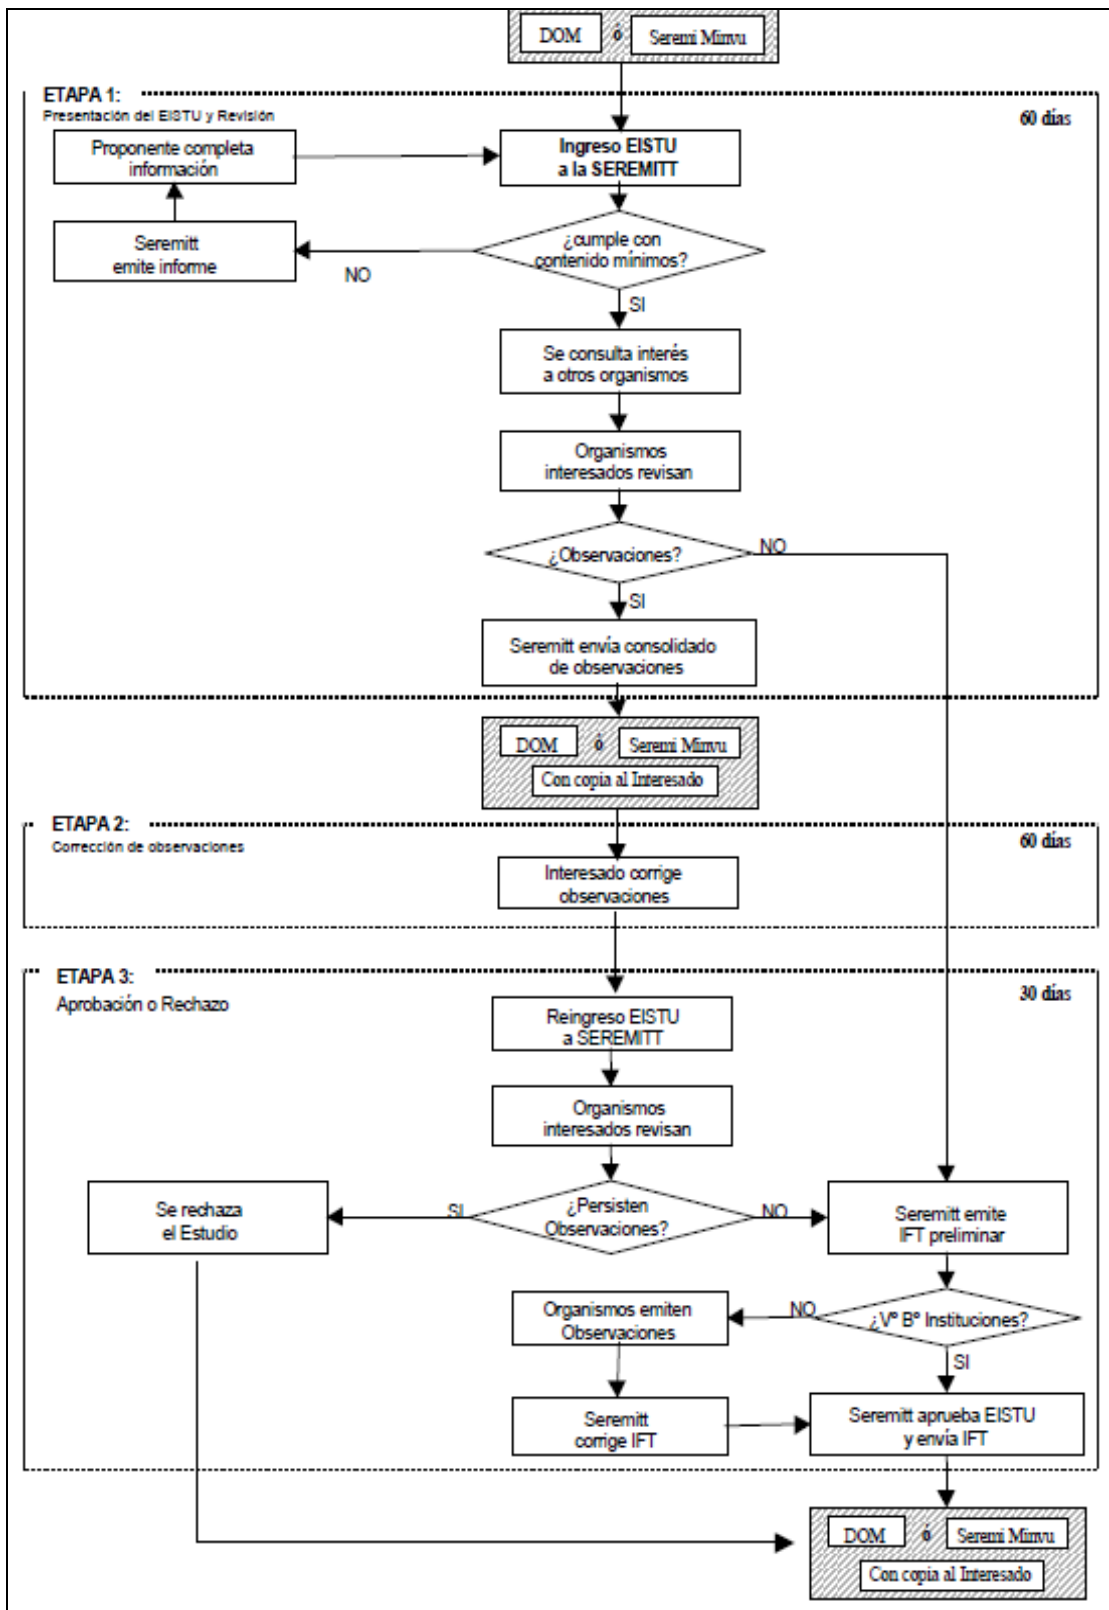 DOM ó Seremi Minvu
ETAPA 1:
Presentación del EISTU y Revisión
60 días
Proponente completa
información
Ingreso EISTU
a la SEREMITT
Seremitt
emite informe
NO
¿cumple con
contenido mínimos?
SI
Se consulta interés
a otros organismos
Organismos
interesados revisan
¿Observaciones?
NO
SI
Seremitt envía consolidado
de observaciones
DOM ó Seremi Minvu
Con copia al Interesado
ETAPA 2:
Corrección de observaciones
60 días
Interesado corrige
observaciones
ETAPA 3:
Aprobación o Rechazo
30 días
Reingreso EISTU
a SEREMITT
Organismos
interesados revisan
Se rechaza
el Estudio
SI
¿Persisten
Observaciones?
NO
Seremitt emite
IFT preliminar
Organismos emiten
Observaciones
NO
¿Vº Bº Instituciones?
SI
Seremitt
corrige IFT
Seremitt aprueba EISTU
y envía IFT
DOM ó Seremi Minvu
Con copia al Interesado